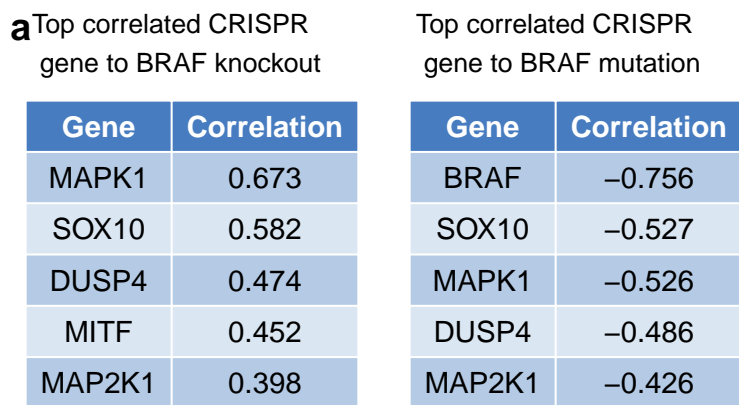 a Top correlated CRISPR
gene to BRAF knockout
Gene Correlation
MAPK1 0.673
SOX10 0.582
DUSP4 0.474
MITF 0.452
MAP2K1 0.398
Top correlated CRISPR
gene to BRAF mutation
Gene Correlation
BRAF −0.756
SOX10 −0.527
MAPK1 −0.526
DUSP4 −0.486
MAP2K1 −0.426